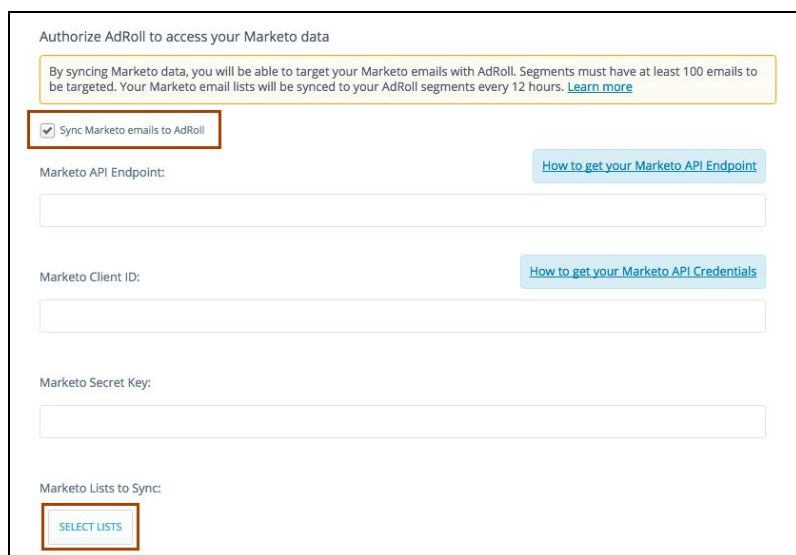 Authorize AdRoll to access your Marketo data
By syncing Marketo data, you will be able to target your Marketo emails with AdRoll. Segments must have at least 100 emails to
be targeted. Your Marketo email lists will be synced to your AdRoll segments every 12 hours. Learn more
Sync Marketo emails to AdRoll
Marketo API Endpoint:
How to get your Marketo API Endpoint
Marketo Client ID:
How to get your Marketo API Credentials
Marketo Secret Key:
Marketo Lists to Sync:
SELECT LISTS